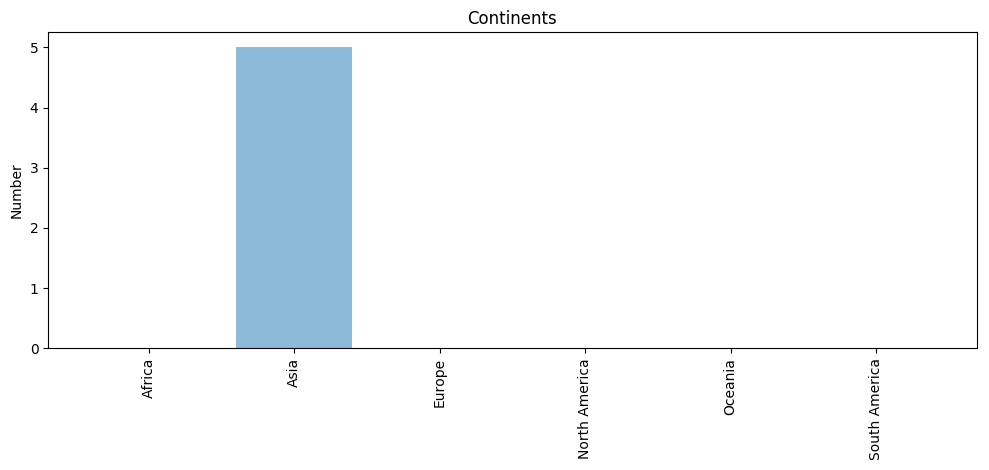 Continents
Number
5
4
3
2
1
0
Africa
Asia
Europe
North America
Oceania
South America